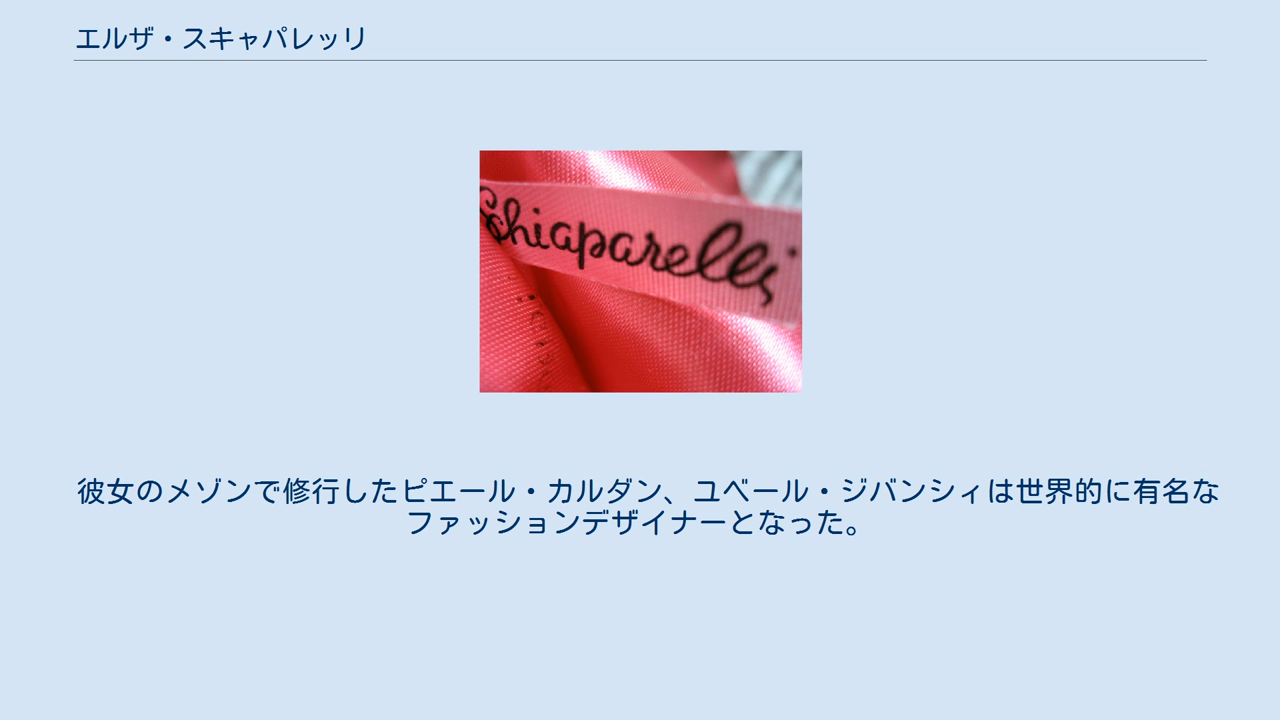 エルザ・スキャパレッリ
Schiaparelli
彼女のメゾンで修行したピエール・カルダン、ユベール・ジバンシィは世界的に有名な
ファッションデザイナーとなった。